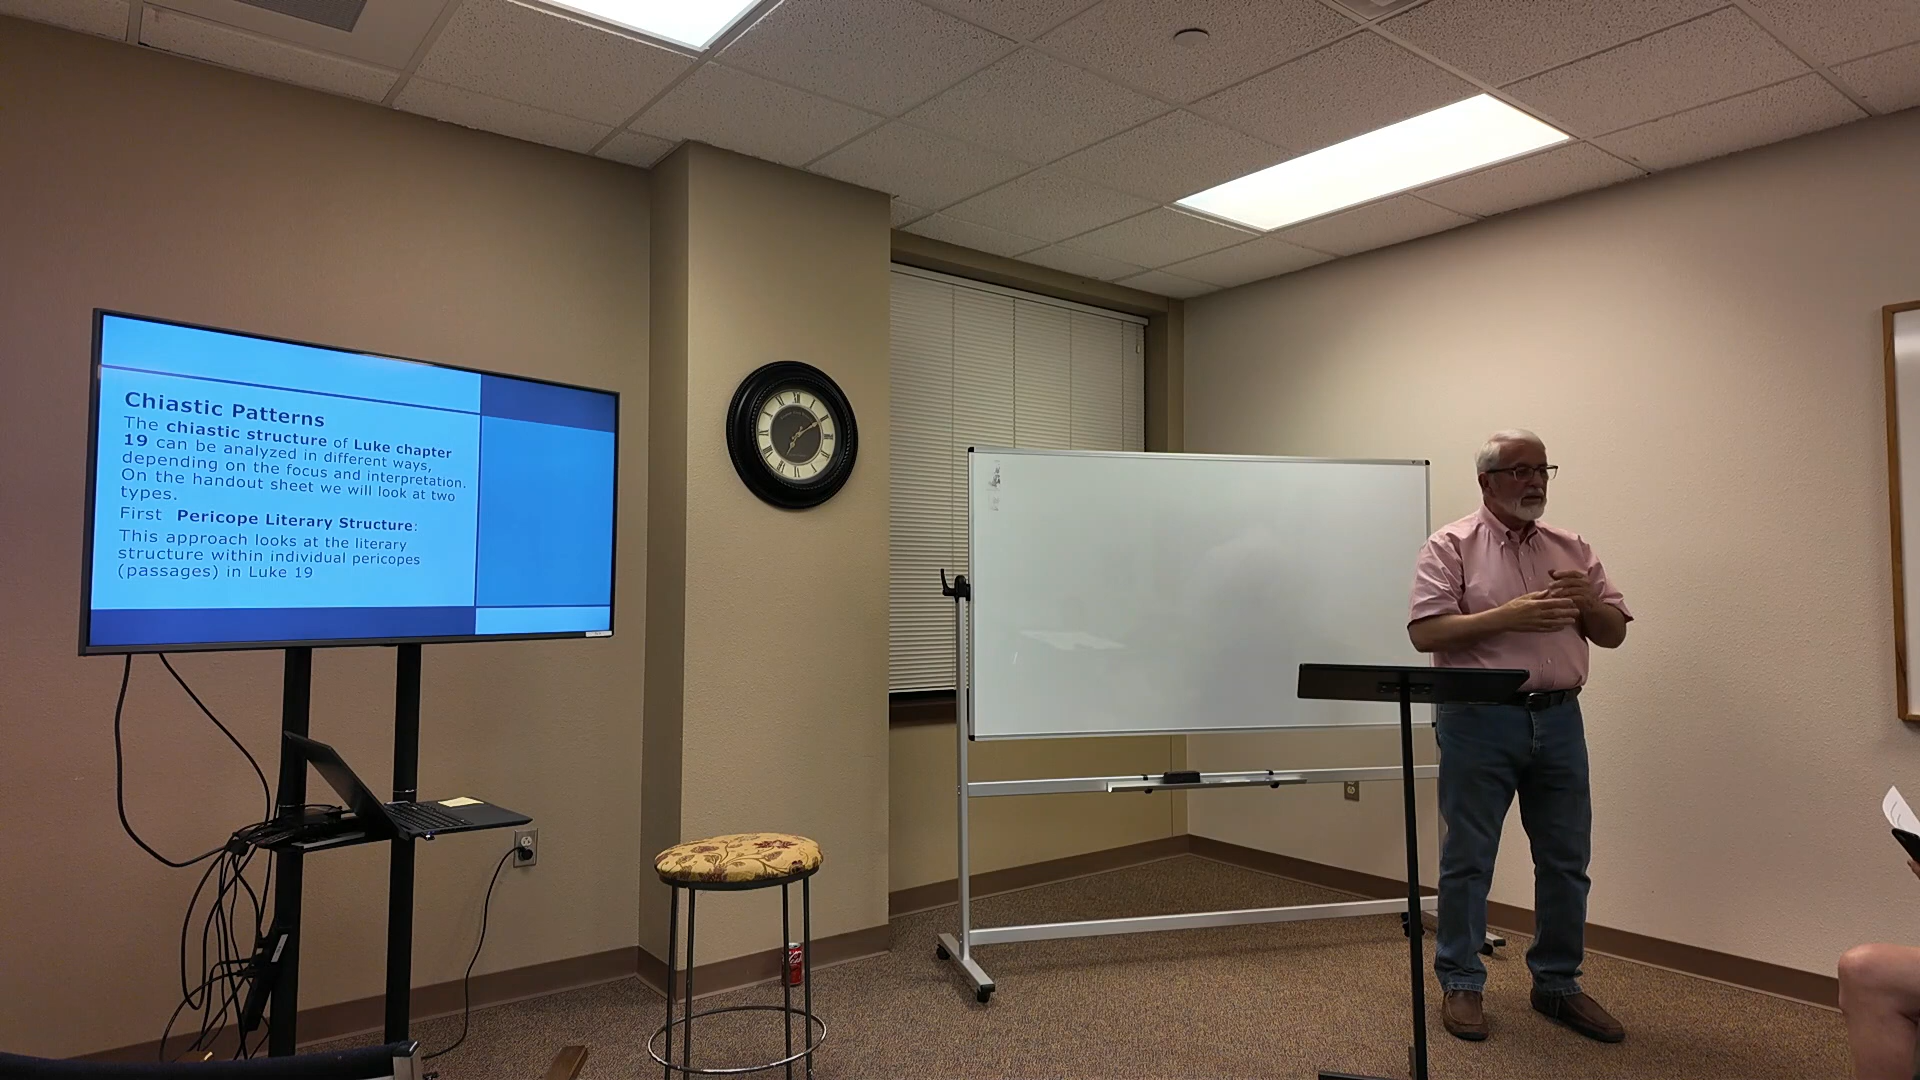 Chiastic Patterns
The chiastic structure of Luke chapter
19 can be analyzed in different ways,
depending on the focus and interpretation.
On the handout sheet we will look at two
types.
First Pericope Literary Structure:
This approach looks at the literary
structure within individual pericopes
(passages) in Luke 19